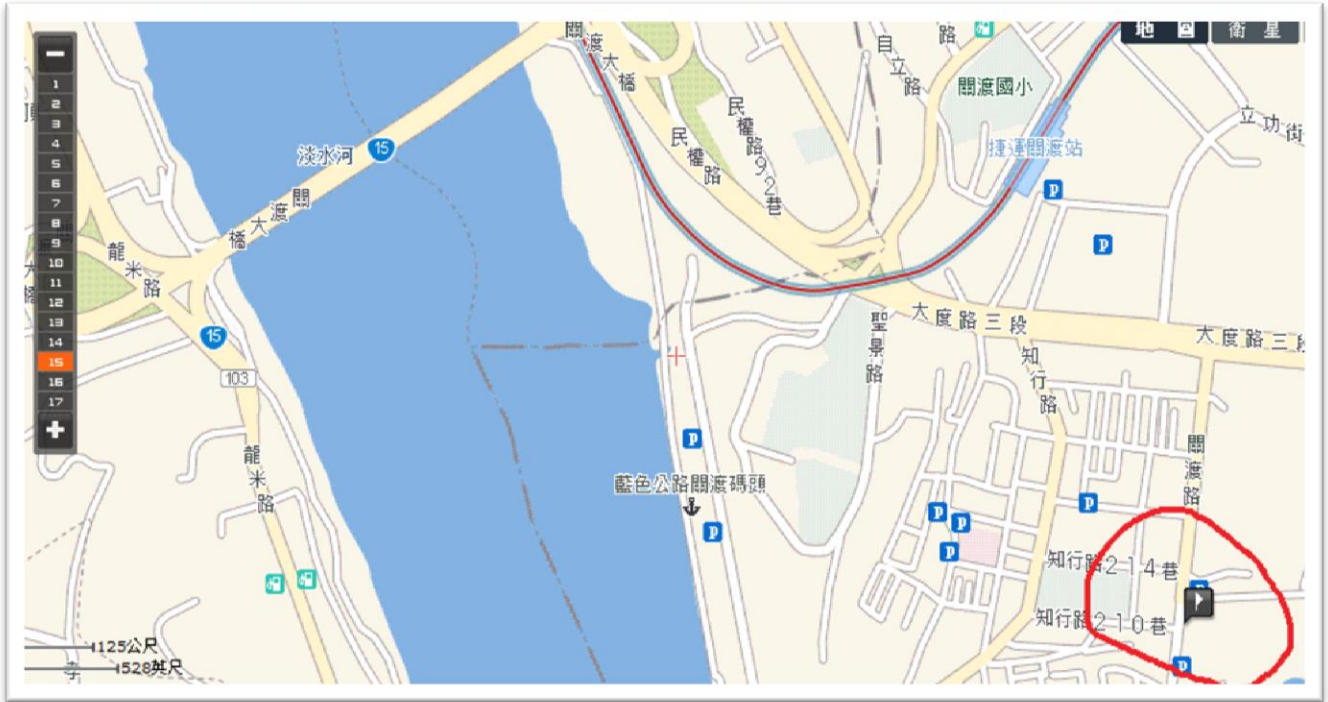 地 圖
衛 星
1
2
3
4
5
6
7
8
9
10
11
12
13
14
15
16
17
關渡大橋
自立路
路
關渡國小
立功街
捷運關渡站
民權路92巷
民權路
淡水河
15
關渡大橋
龍米路
15
103
龍米路
聖景路
大度路三段
大度路三段
知行路
關渡路
藍色公路關渡碼頭
P
P
P
P
P
P
P
P
P
知行路214巷
知行路210巷
125公尺
528英尺